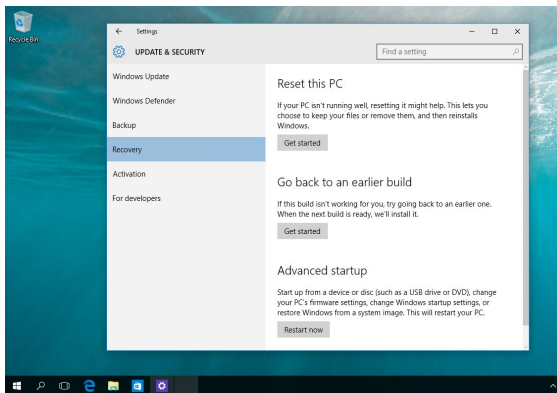 Recycle Bin
Settings
UPDATE & SECURITY
Find a setting
Windows Update
Windows Defender
Backup
Recovery
Activation
For developers
Reset this PC
If your PC isn't running well, resetting it might help. This lets you
choose to keep your files or remove them, and then reinstalls
Windows.
Get started
Go back to an earlier build
If this build isn't working for you, try going back to an earlier one.
When the next build is ready, we'll install it.
Get started
Advanced startup
Start up from a device or disc (such as a USB drive or DVD), change
your PC's firmware settings, change Windows startup settings, or
restore Windows from a system image. This will restart your PC.
Restart now